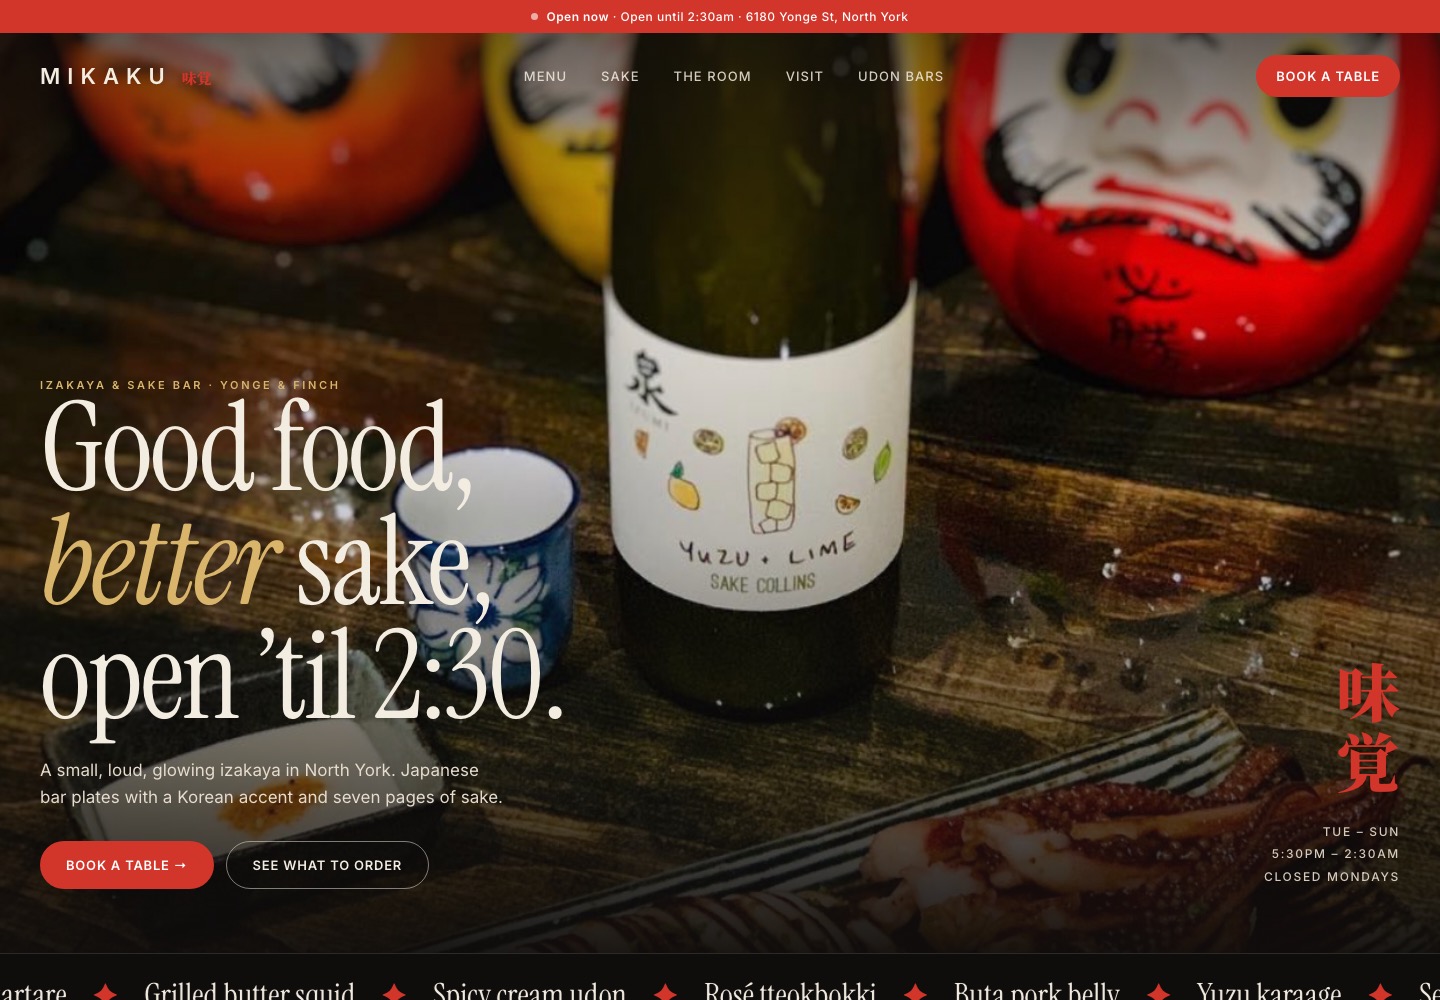 Open now · Open until 2:30am · 6180 Yonge St, North York
MIKAKU 味覚
MENU SAKE THE ROOM VISIT UDON BARS
BOOK A TABLE
泉
IZUMI
YUZU + LIME
SAKE COLLINS
IZAKAYA & SAKE BAR · YONGE & FINCH
Good food,
better sake,
open ’til 2:30.
A small, loud, glowing izakaya in North York. Japanese
bar plates with a Korean accent and seven pages of sake.
BOOK A TABLE → SEE WHAT TO ORDER
味覚
TUE – SUN
5:30PM – 2:30AM
CLOSED MONDAYS
artare ✦ Grilled butter squid ✦ Spicy cream udon ✦ Rosé tteokbokki ✦ Buta pork belly ✦ Yuzu karaage ✦ Se